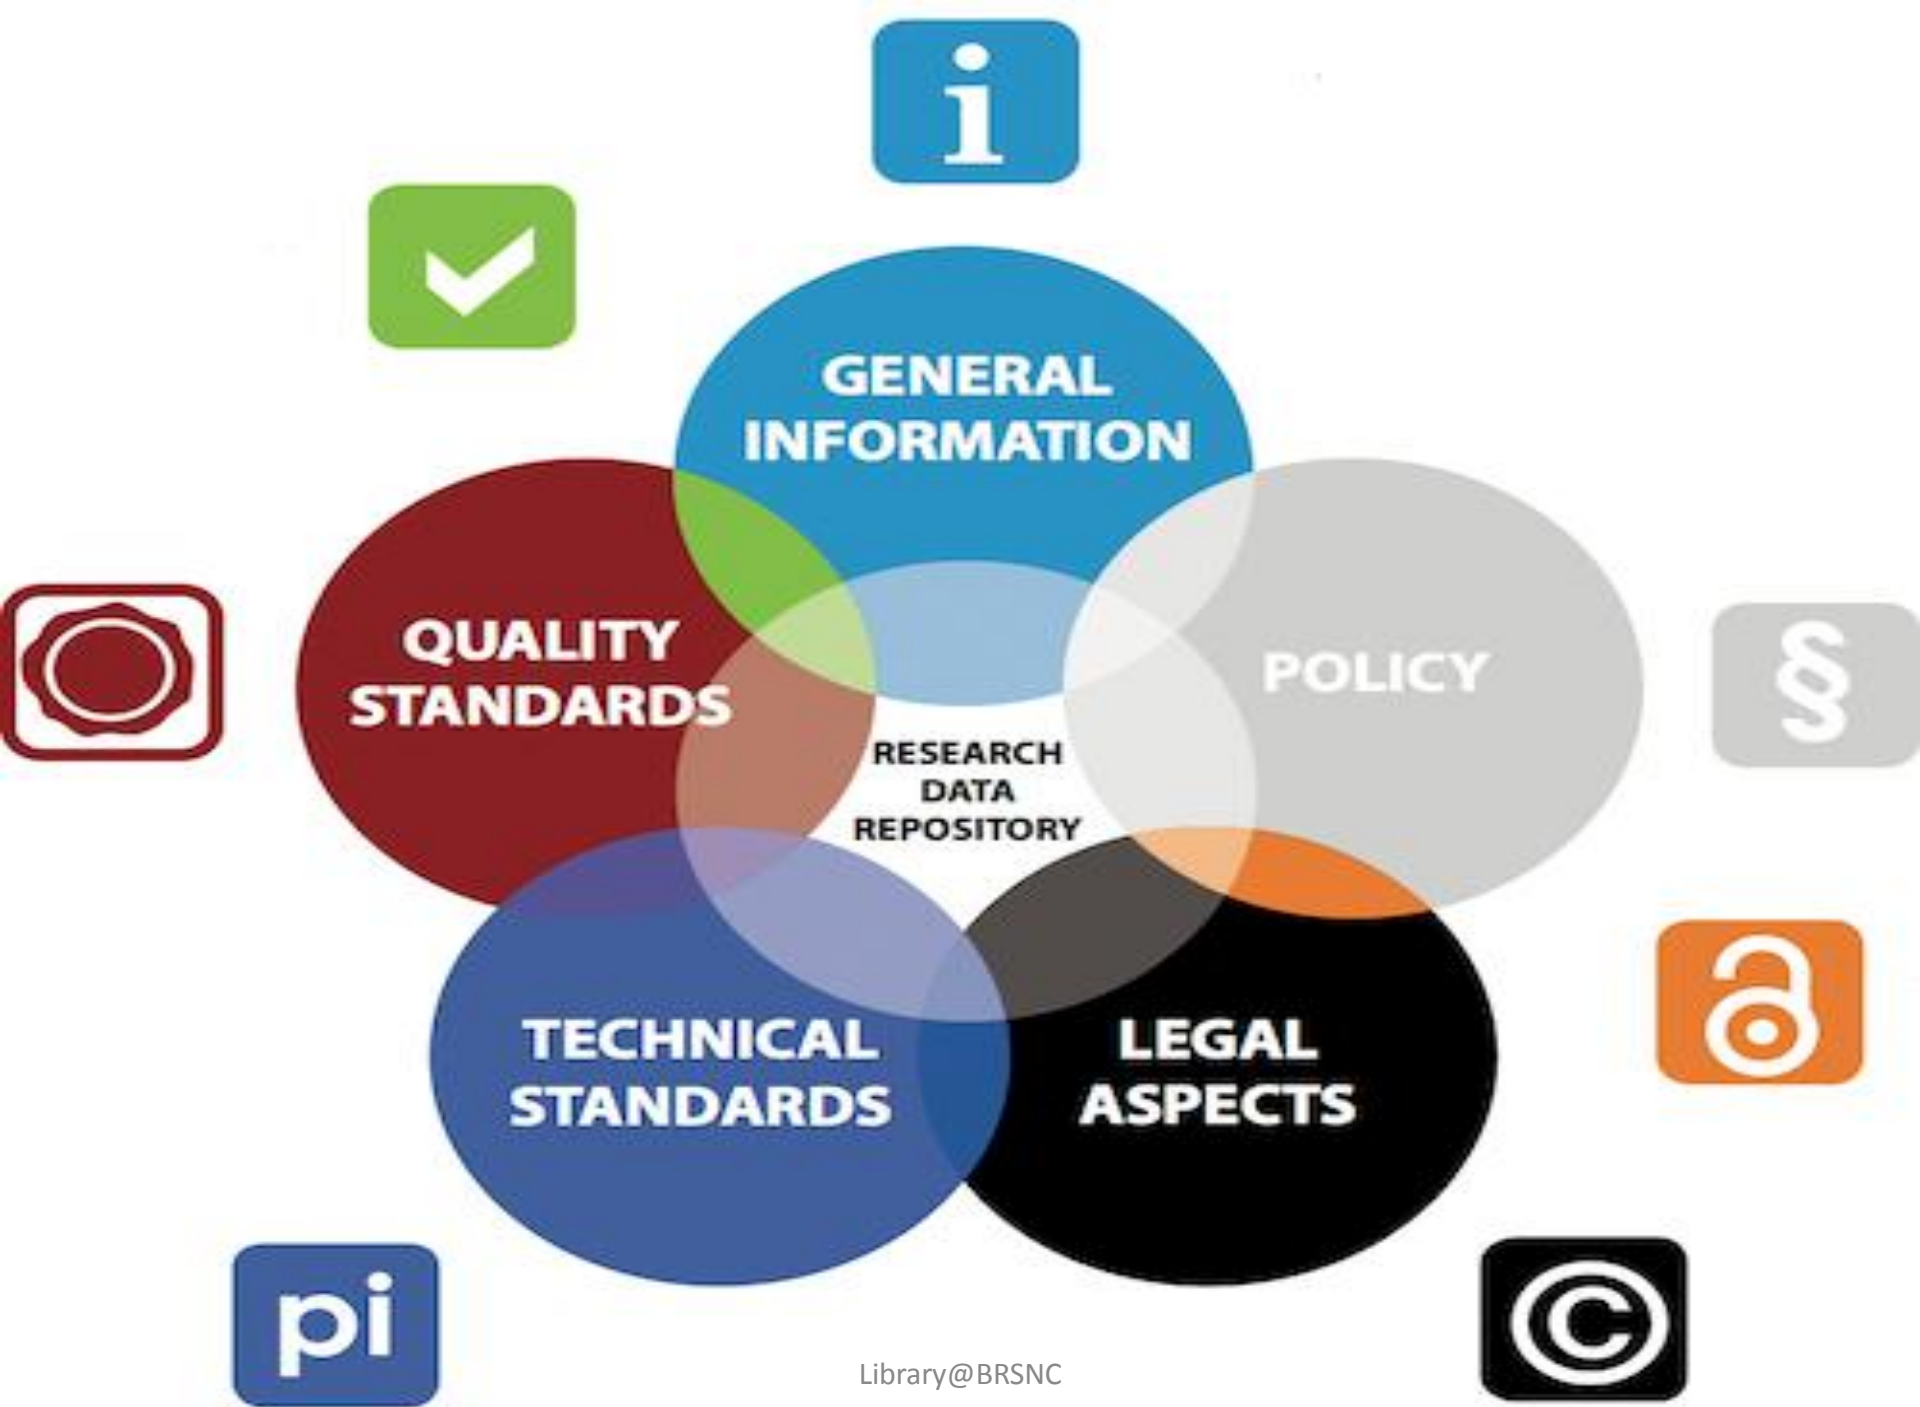 i
GENERAL
INFORMATION
QUALITY
STANDARDS
POLICY
§
RESEARCH
DATA
REPOSITORY
TECHNICAL
STANDARDS
LEGAL
ASPECTS
pi
©
Library@BRSNC